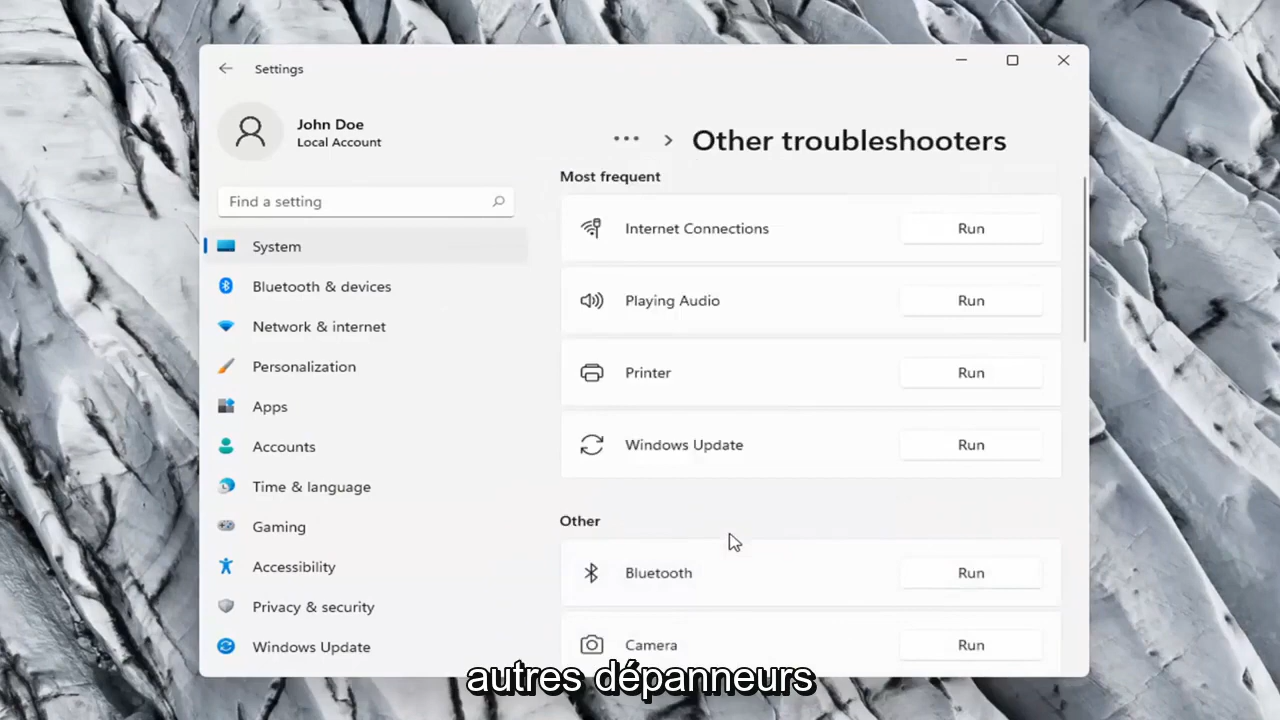 Settings
John Doe
Local Account
Find a setting
System
Bluetooth & devices
Network & internet
Personalization
Apps
Accounts
Time & language
Gaming
Accessibility
Privacy & security
Windows Update
... > Other troubleshooters
Most frequent
Internet Connections Run
Playing Audio Run
Printer Run
Windows Update Run
Other
Bluetooth Run
Camera Run
autres dépanneurs